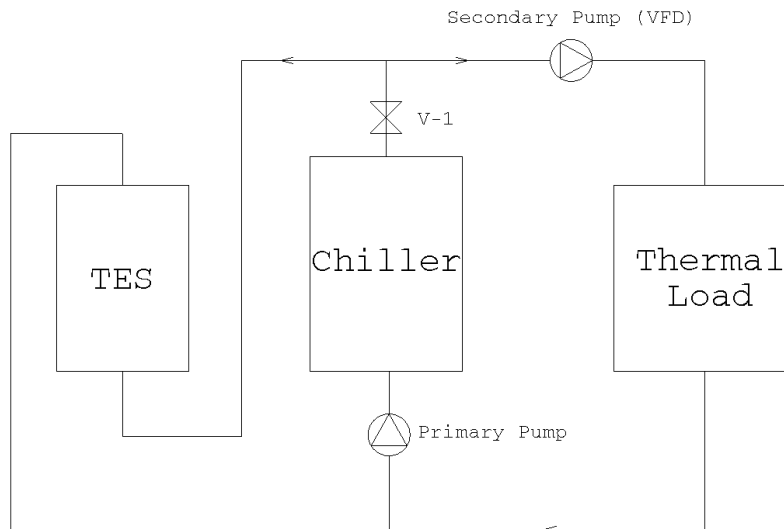 Secondary Pump (VFD)
V-1
TES
Chiller
Thermal
Load
Primary Pump